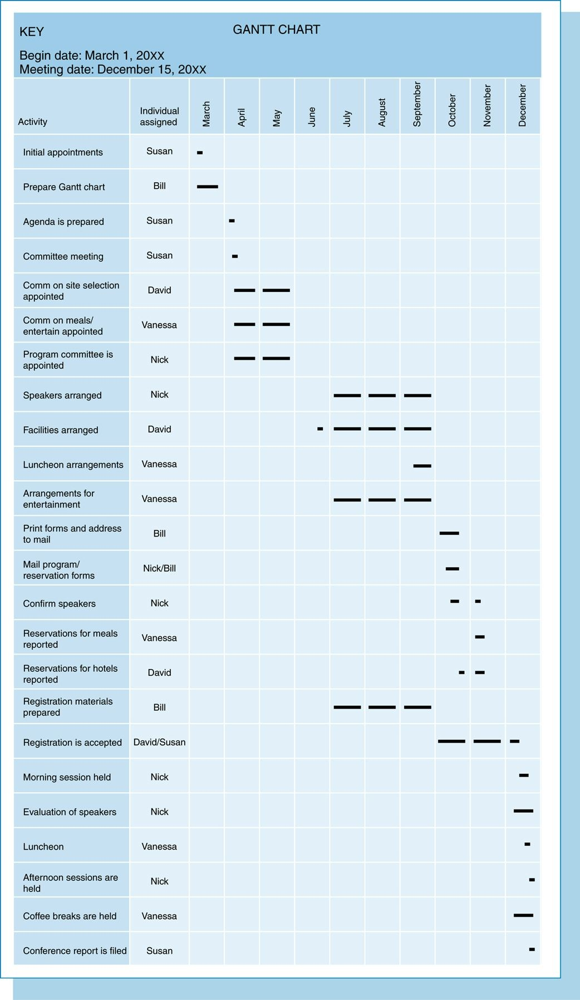 KEY
GANTT CHART
Begin date: March 1, 20XX
Meeting date: December 15, 20XX
Activity
Individual
assigned
March
April
May
June
July
August
September
October
November
December
Initial appointments
Susan
Prepare Gantt chart
Bill
Agenda is prepared
Susan
Committee meeting
Susan
Comm on site selection
appointed
David
Comm on meals/
entertain appointed
Vanessa
Program committee is
appointed
Nick
Speakers arranged
Nick
Facilities arranged
David
Luncheon arrangements
Vanessa
Arrangements for
entertainment
Vanessa
Print forms and address
to mail
Bill
Mail program/
reservation forms
Nick/Bill
Confirm speakers
Nick
Reservations for meals
reported
Vanessa
Reservations for hotels
reported
David
Registration materials
prepared
Bill
Registration is accepted
David/Susan
Morning session held
Nick
Evaluation of speakers
Nick
Luncheon
Vanessa
Afternoon sessions are
held
Nick
Coffee breaks are held
Vanessa
Conference report is filed
Susan